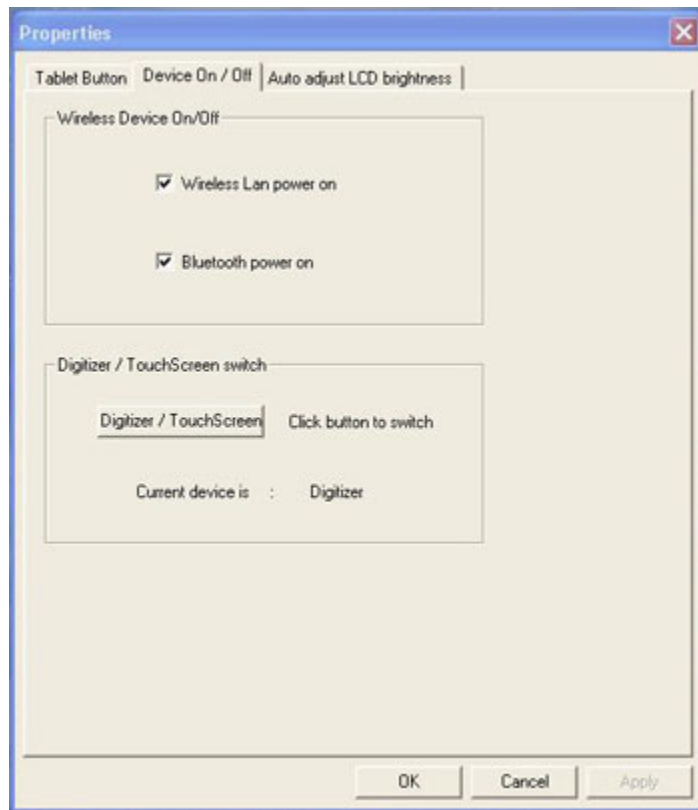 Properties
Tablet Button Device On / Off Auto adjust LCD brightness
Wireless Device On/Off
Wireless Lan power on
Bluetooth power on
Digitizer / TouchScreen switch
Digitizer / TouchScreen Click button to switch
Current device is : Digitizer
OK Cancel Apply